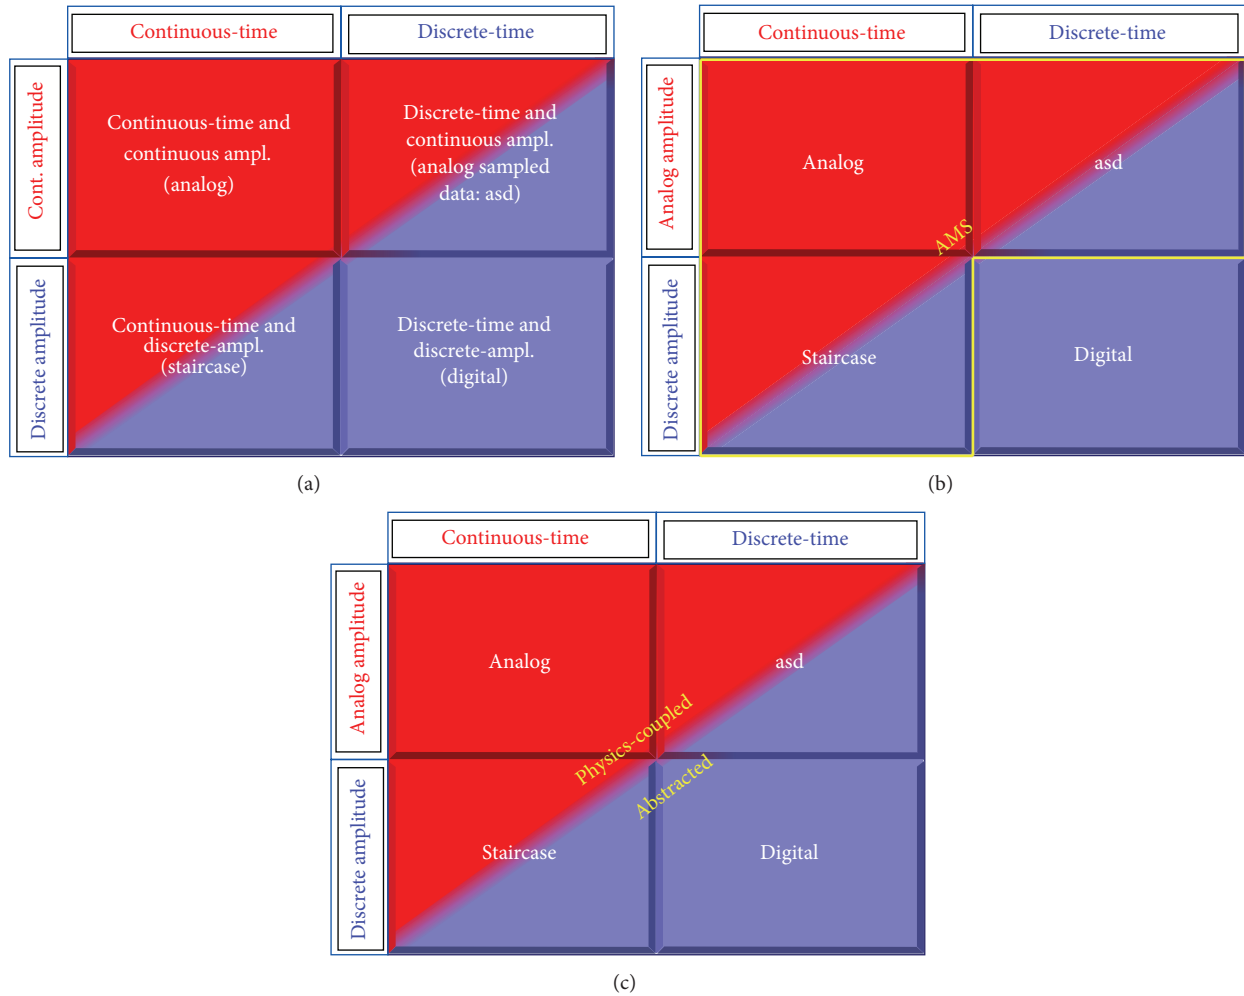 Continuous-time
Discrete-time
Cont. amplitude
Continuous-time and
continuous ampl.
(analog)
Discrete-time and
continuous ampl.
(analog sampled
data: asd)
Discrete amplitude
Continuous-time and
discrete-ampl.
(staircase)
Discrete-time and
discrete-ampl.
(digital)
(a)
Continuous-time
Discrete-time
Analog amplitude
Analog
asd
AMS
Discrete amplitude
Staircase
Digital
(b)
Continuous-time
Discrete-time
Analog amplitude
Analog
asd
Physics-coupled
Abstracted
Discrete amplitude
Staircase
Digital
(c)